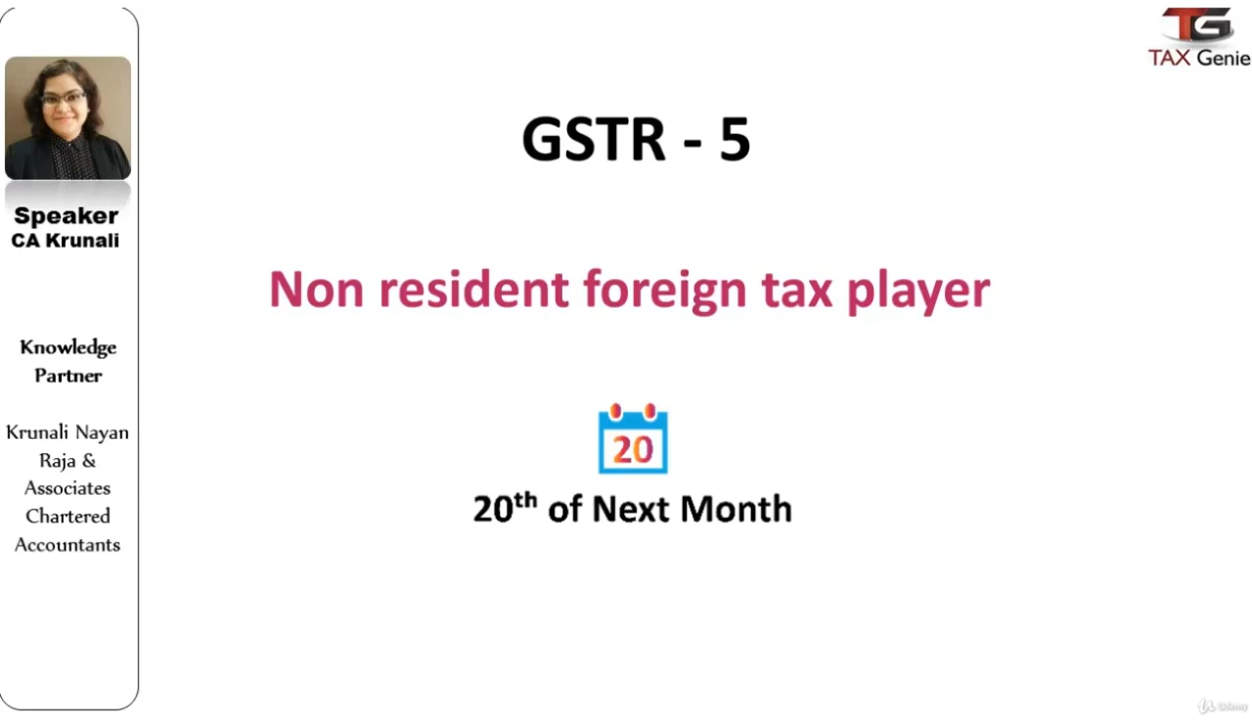 TG
TAX Genie
GSTR - 5
Speaker
CA Krunali
Non resident foreign tax player
Knowledge
Partner
20
Krunali Nayan
Raja &
Associates
Chartered
Accountants
20th of Next Month
Udemy